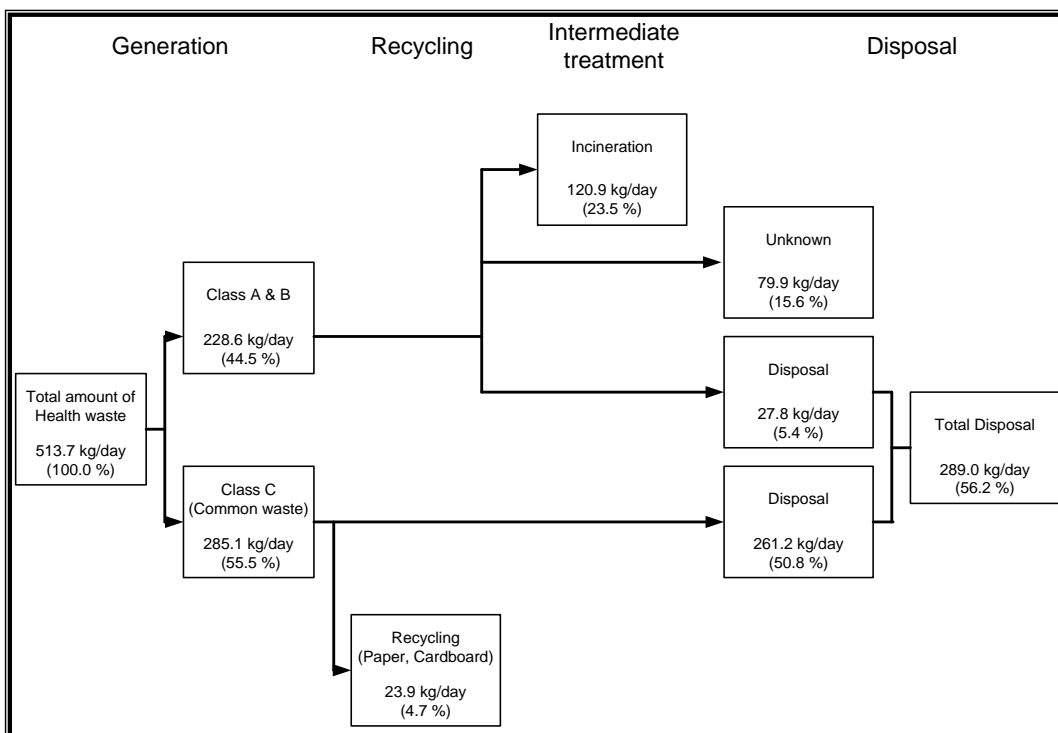 Generation
Recycling
Intermediate
treatment
Disposal
Incineration
120.9 kg/day
(23.5 %)
Unknown
79.9 kg/day
(15.6 %)
Class A & B
228.6 kg/day
(44.5 %)
Disposal
27.8 kg/day
(5.4 %)
Total amount of
Health waste
513.7 kg/day
(100.0 %)
Total Disposal
289.0 kg/day
(56.2 %)
Class C
(Common waste)
285.1 kg/day
(55.5 %)
Disposal
261.2 kg/day
(50.8 %)
Recycling
(Paper, Cardboard)
23.9 kg/day
(4.7 %)